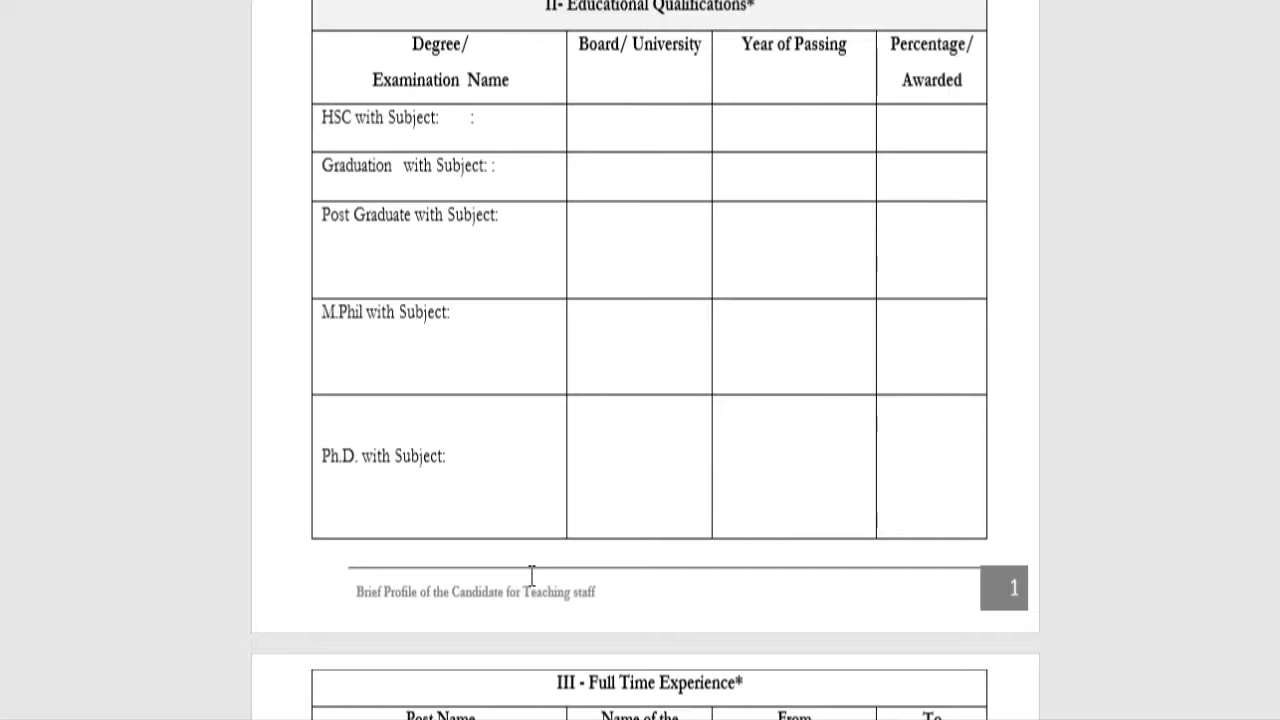 II- Educational Qualifications*
Degree/ Board/ University Year of Passing Percentage/
Examination Name Awarded
HSC with Subject: :
Graduation with Subject: :
Post Graduate with Subject:
M.Phil with Subject:
Ph.D. with Subject:
Brief Profile of the Candidate for Teaching staff 1
III - Full Time Experience*
Post Name Name of the From To